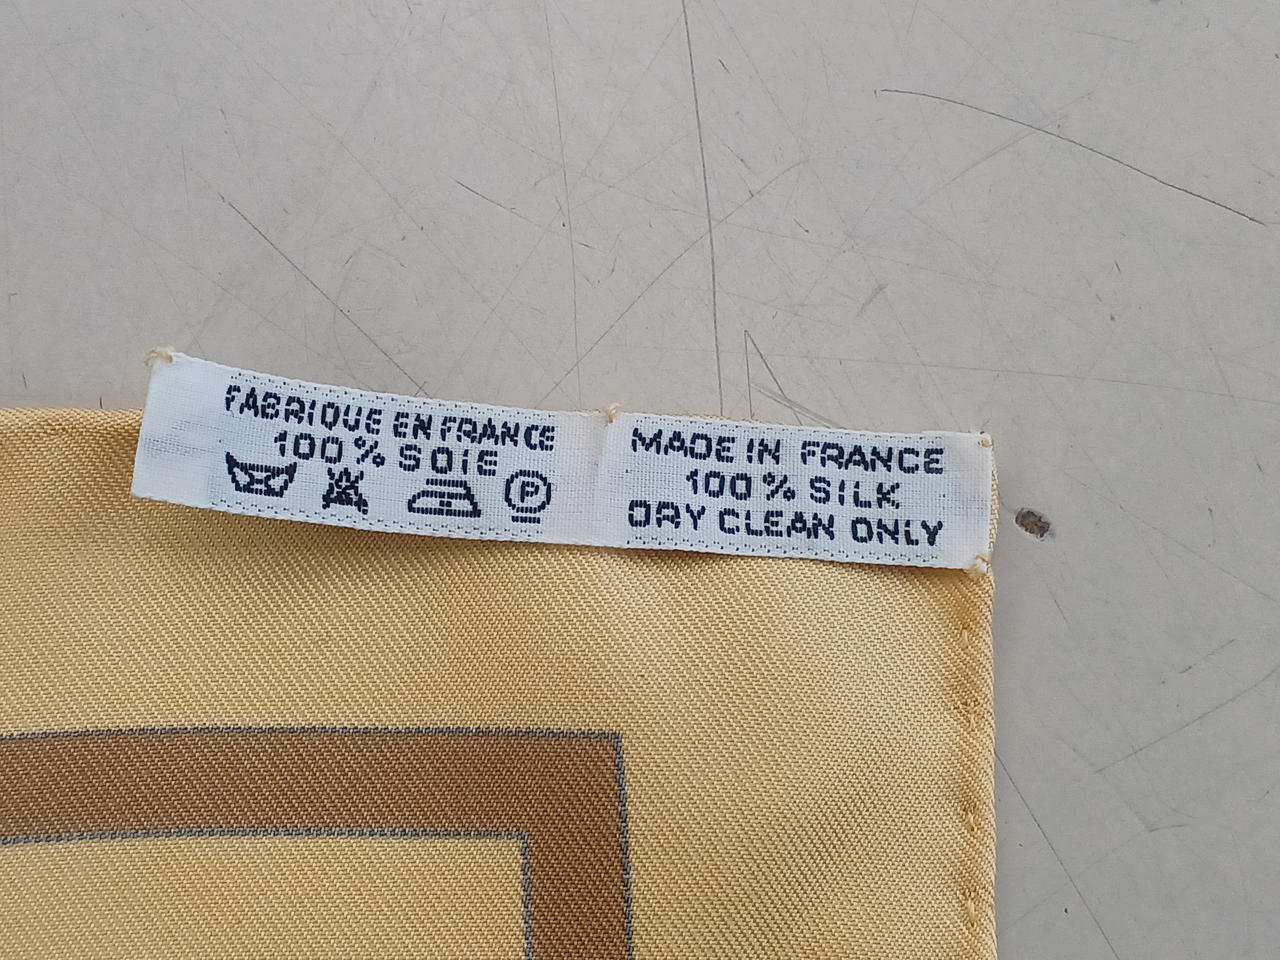 FABRIQUE EN FRANCE
100% SOIE
P
MADE IN FRANCE
100% SILK
DRY CLEAN ONLY